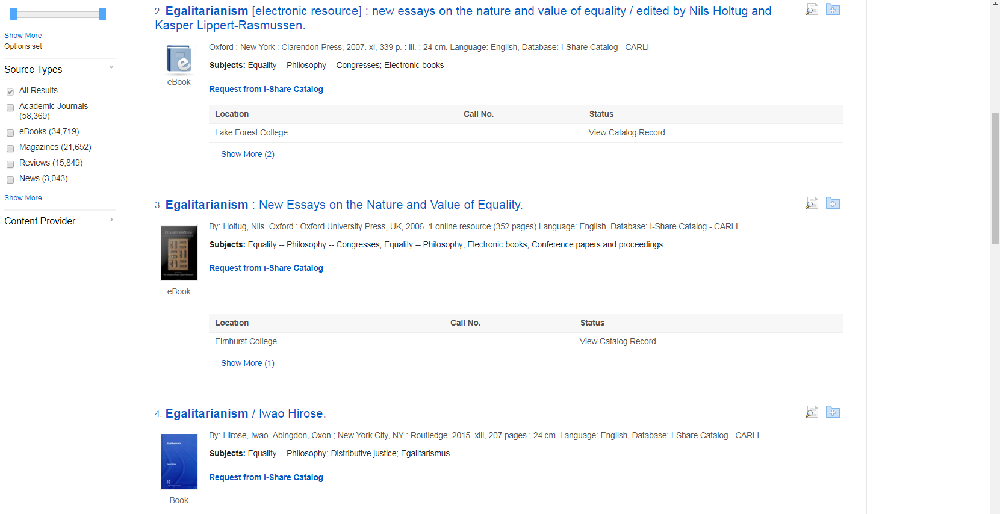 Show More
Options set
Source Types
All Results
Academic Journals
(58,369)
eBooks (34,719)
Magazines (21,652)
Reviews (15,849)
News (3,043)
Show More
Content Provider
2. Egalitarianism [electronic resource] : new essays on the nature and value of equality / edited by Nils Holtug and
Kasper Lippert-Rasmussen.
eBook
Oxford ; New York : Clarendon Press, 2007. xi, 339 p. : ill. ; 24 cm. Language: English, Database: I-Share Catalog - CARLI
Subjects: Equality -- Philosophy -- Congresses; Electronic books
Request from i-Share Catalog
Location Call No. Status
Lake Forest College View Catalog Record
Show More (2)
3. Egalitarianism : New Essays on the Nature and Value of Equality.
EGALITARIANISM
eBook
By: Holtug, Nils. Oxford : Oxford University Press, UK, 2006. 1 online resource (352 pages) Language: English, Database: I-Share Catalog - CARLI
Subjects: Equality -- Philosophy -- Congresses; Equality -- Philosophy; Electronic books; Conference papers and proceedings
Request from i-Share Catalog
Location Call No. Status
Elmhurst College View Catalog Record
Show More (1)
4. Egalitarianism / Iwao Hirose.
Egalitarianism
Book
By: Hirose, Iwao. Abingdon, Oxon ; New York City, NY : Routledge, 2015. xiii, 207 pages ; 24 cm. Language: English, Database: I-Share Catalog - CARLI
Subjects: Equality -- Philosophy; Distributive justice; Egalitarismus
Request from i-Share Catalog